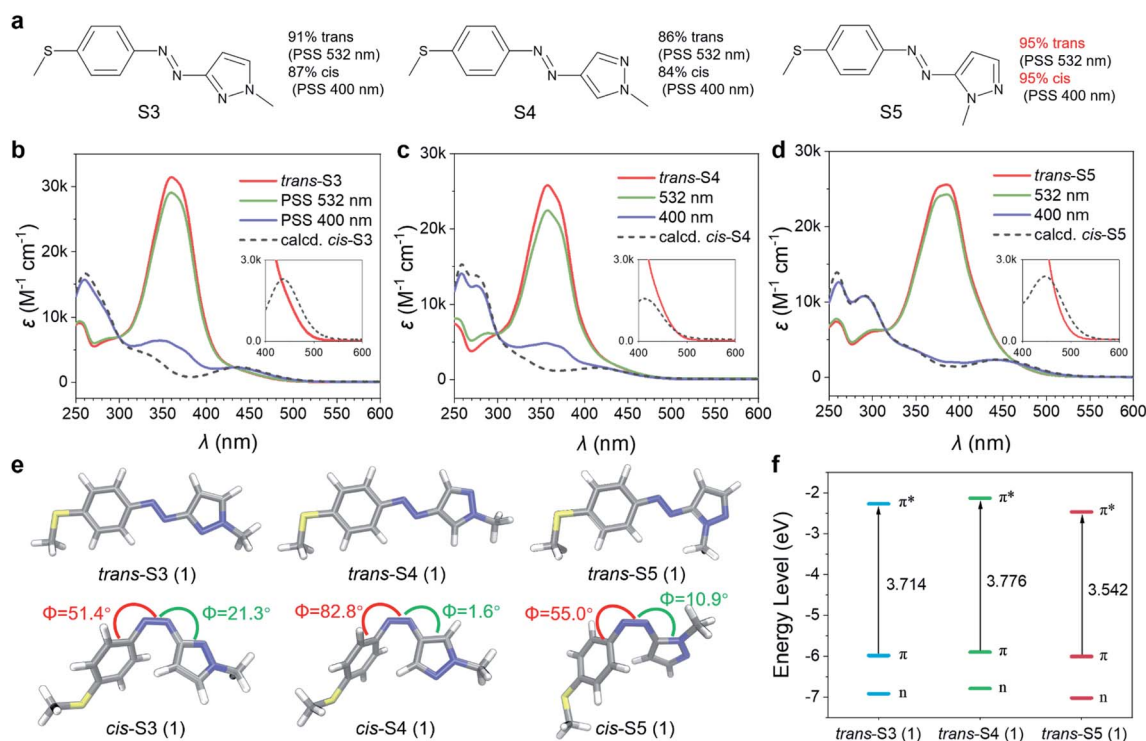 a
S
N
N
N
N
S3
91% trans
(PSS 532 nm)
87% cis
(PSS 400 nm)
S
N
N
N
N
S4
86% trans
(PSS 532 nm)
84% cis
(PSS 400 nm)
S
N
N
N
N
S5
95% trans
(PSS 532 nm)
95% cis
(PSS 400 nm)
b
ε (M⁻¹ cm⁻¹)
30k
20k
10k
0
250 300 350 400 450 500 550 600
λ (nm)
trans-S3
PSS 532 nm
PSS 400 nm
calcd. cis-S3
3.0k
0.0
400 500 600
c
ε (M⁻¹ cm⁻¹)
30k
20k
10k
0
250 300 350 400 450 500 550 600
λ (nm)
trans-S4
532 nm
400 nm
calcd. cis-S4
3.0k
0.0
400 500 600
d
ε (M⁻¹ cm⁻¹)
30k
20k
10k
0
250 300 350 400 450 500 550 600
λ (nm)
trans-S5
532 nm
400 nm
calcd. cis-S5
3.0k
0.0
400 500 600
e
trans-S3 (1)
trans-S4 (1)
trans-S5 (1)
Φ=51.4°
Φ=21.3°
Φ=82.8°
Φ=1.6°
Φ=55.0°
Φ=10.9°
cis-S3 (1)
cis-S4 (1)
cis-S5 (1)
f
Energy Level (eV)
-2
-3
-4
-5
-6
-7
π*
3.714
π
n
π*
3.776
π
n
π*
3.542
π
n
trans-S3 (1)
trans-S4 (1)
trans-S5 (1)